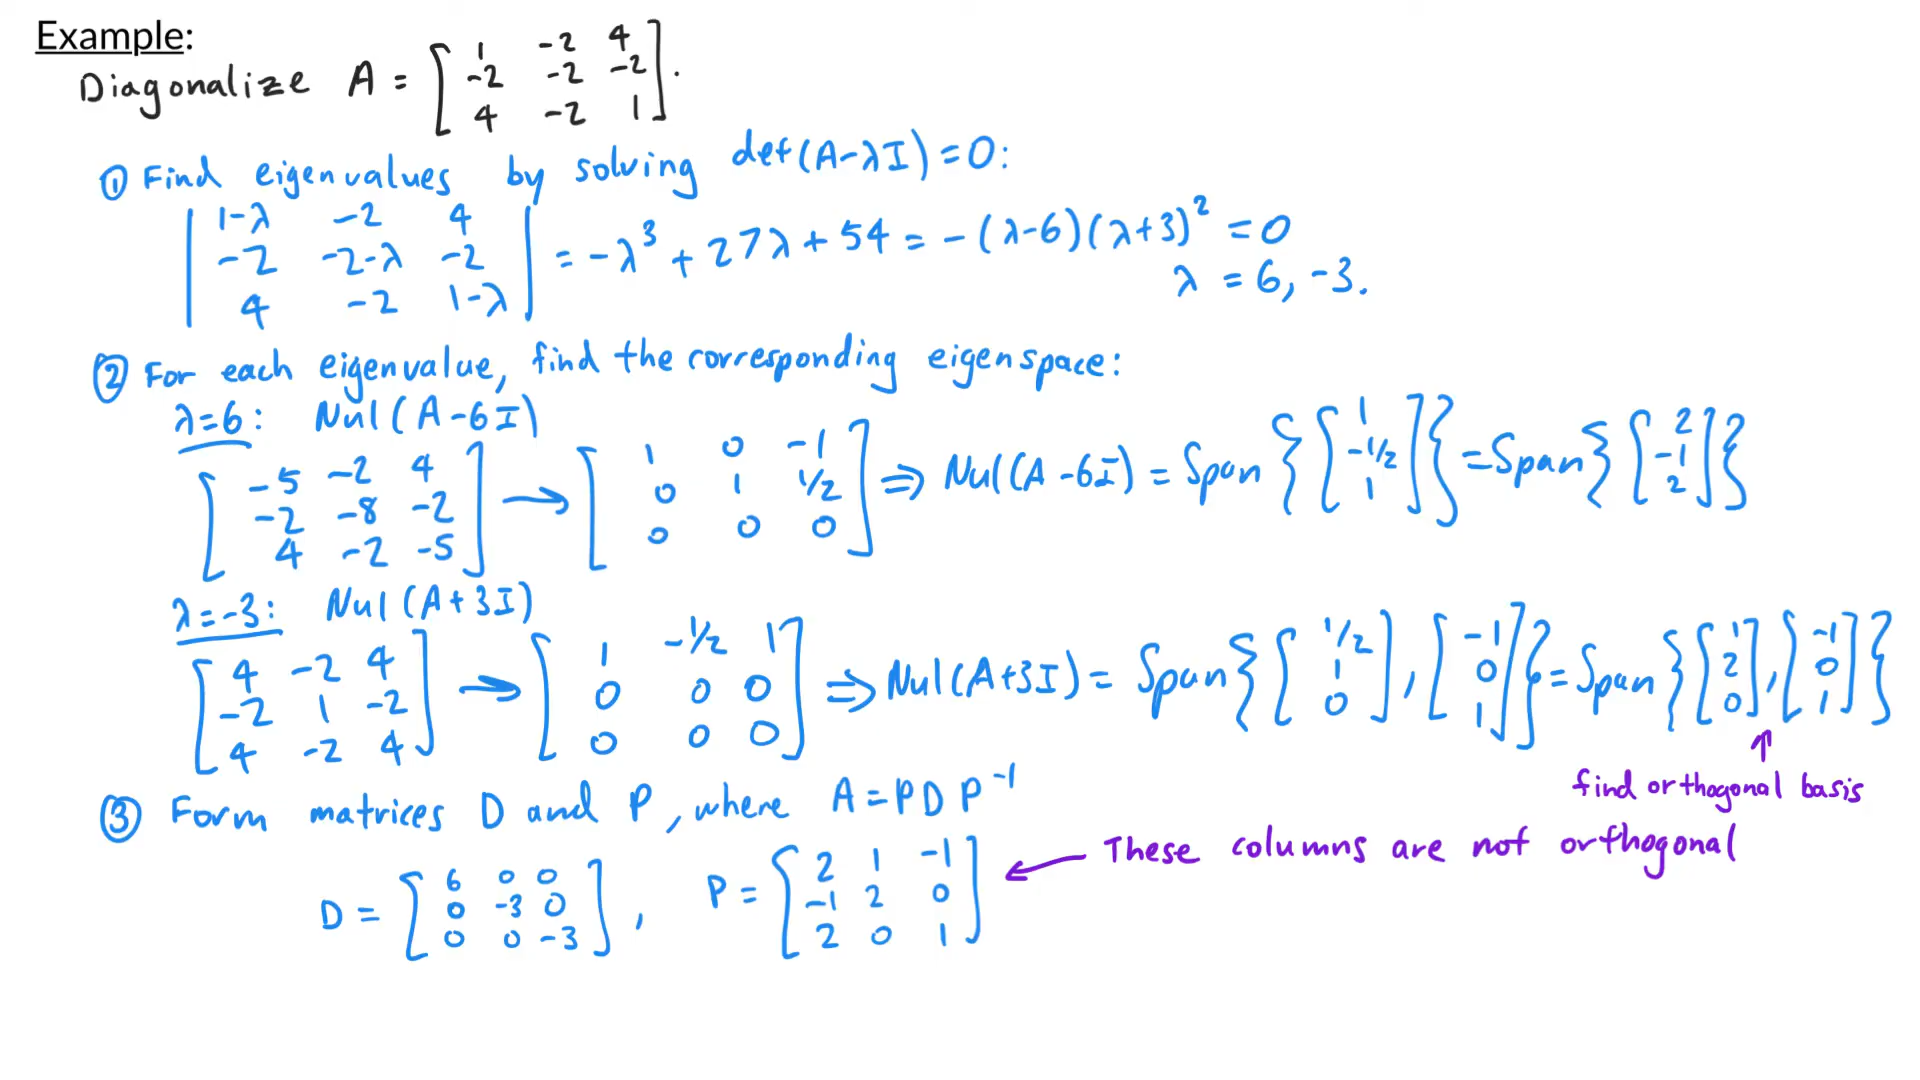 Example:
Diagonalize A = [1 -2 4; -2 -2 -2; 4 -2 1].
① Find eigenvalues by solving det(A-λI)=0:
|1-λ -2 4; -2 -2-λ -2; 4 -2 1-λ| = -λ³ + 27λ + 54 = -(λ-6)(λ+3)² = 0
λ = 6, -3.
② For each eigenvalue, find the corresponding eigenspace:
λ=6: Nul(A-6I)
[-5 -2 4; -2 -8 -2; 4 -2 -5] → [1 0 -1; 0 1 1/2; 0 0 0] ⇒ Nul(A-6I) = Span{[1; -1/2; 1]} = Span{[2; -1; 2]}
λ=-3: Nul(A+3I)
[4 -2 4; -2 1 -2; 4 -2 4] → [1 -1/2 1; 0 0 0; 0 0 0] ⇒ Nul(A+3I) = Span{[1/2; 1; 0], [-1; 0; 1]} = Span{[1; 2; 0], [-1; 0; 1]}
↑
find orthogonal basis
③ Form matrices D and P, where A = PDP⁻¹
D = [6 0 0; 0 -3 0; 0 0 -3], P = [2 1 -1; -1 2 0; 2 0 1] ← These columns are not orthogonal